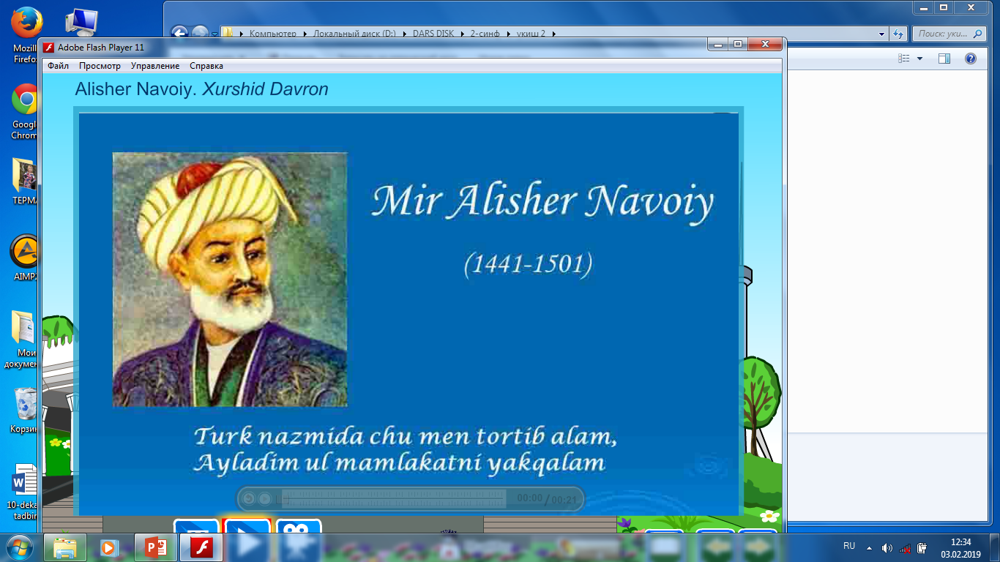 Mozill
Firefox
Googl
Chrom
ТЕРМА
AIMP2
Мои
докумен
Корзин
10-deka
tadbir
Компьютер
Локальный диск (D:)
DARS DISK
2-синф
укиш 2
Поиск: уки...
Adobe Flash Player 11
Файл Просмотр Управление Справка
Alisher Navoiy. Xurshid Davron
Mir Alisher Navoiy
(1441-1501)
Turk nazmida chu men tortib alam,
Ayladim ul mamlakatni yakqalam
00:00/00:21
RU
12:34
03.02.2019